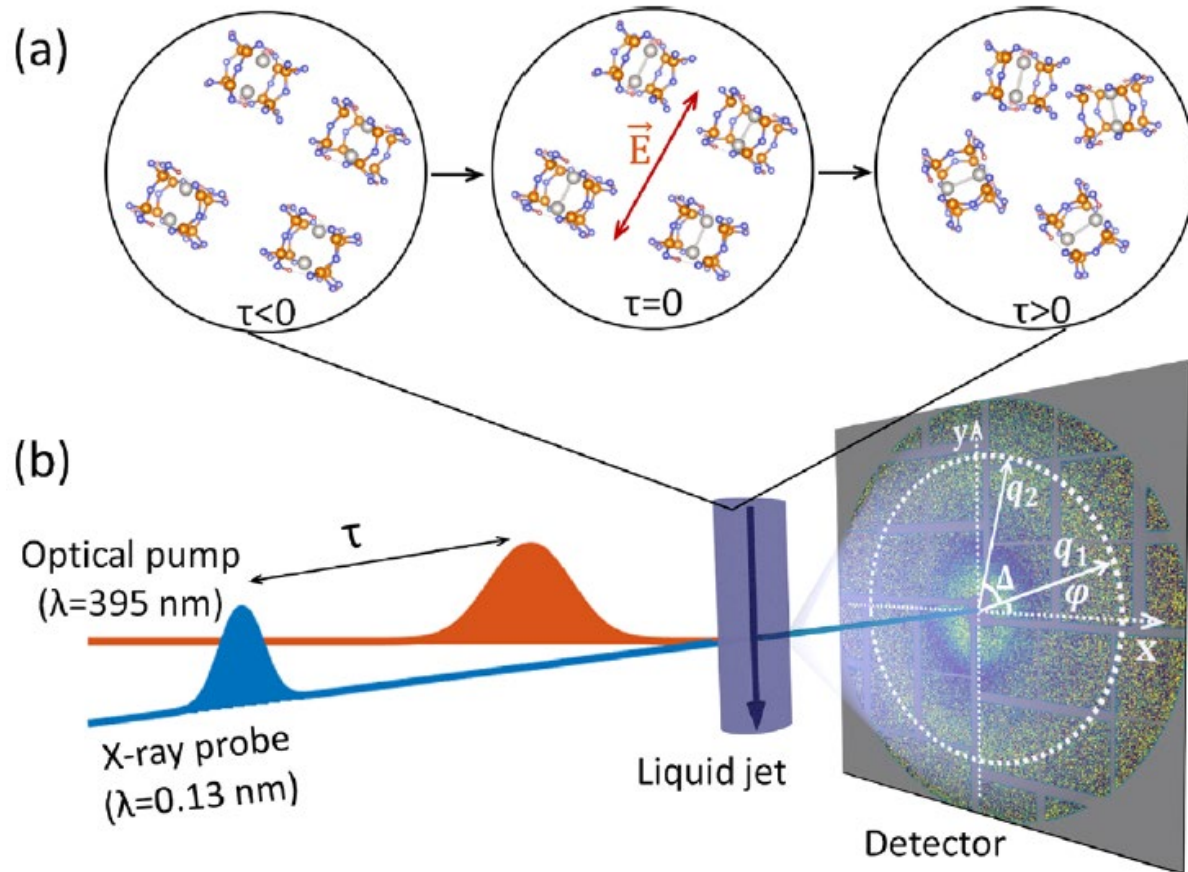 (a)
E
τ<0
τ=0
τ>0
(b)
τ
Optical pump
(λ=395 nm)
X-ray probe
(λ=0.13 nm)
Liquid jet
y
q₂
q₁
Δ
φ
x
Detector